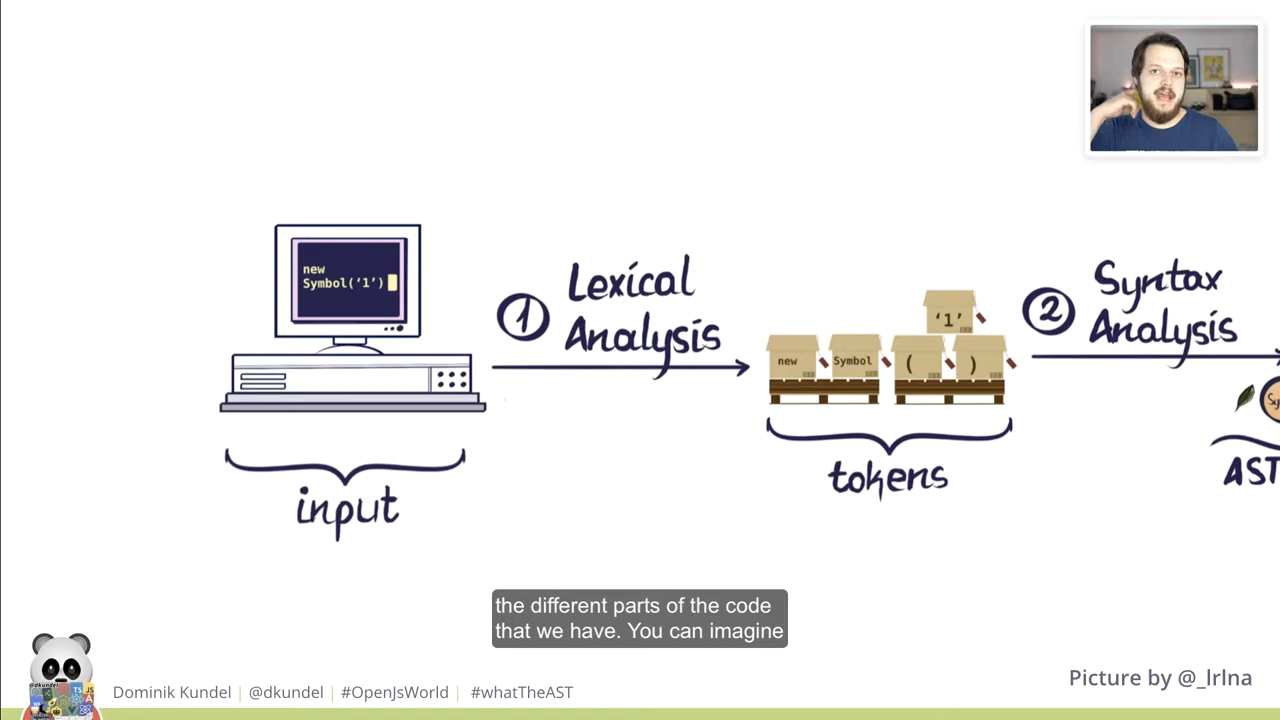 new
Symbol(‘1’)
1
Lexical
Analysis
‘1’
new
Symbol
(
)
2
Syntax
Analysis
input
tokens
AST
the different parts of the code
that we have. You can imagine
Dominik Kundel | @dkundel | #OpenJsWorld | #whatTheAST
Picture by @_lrlna